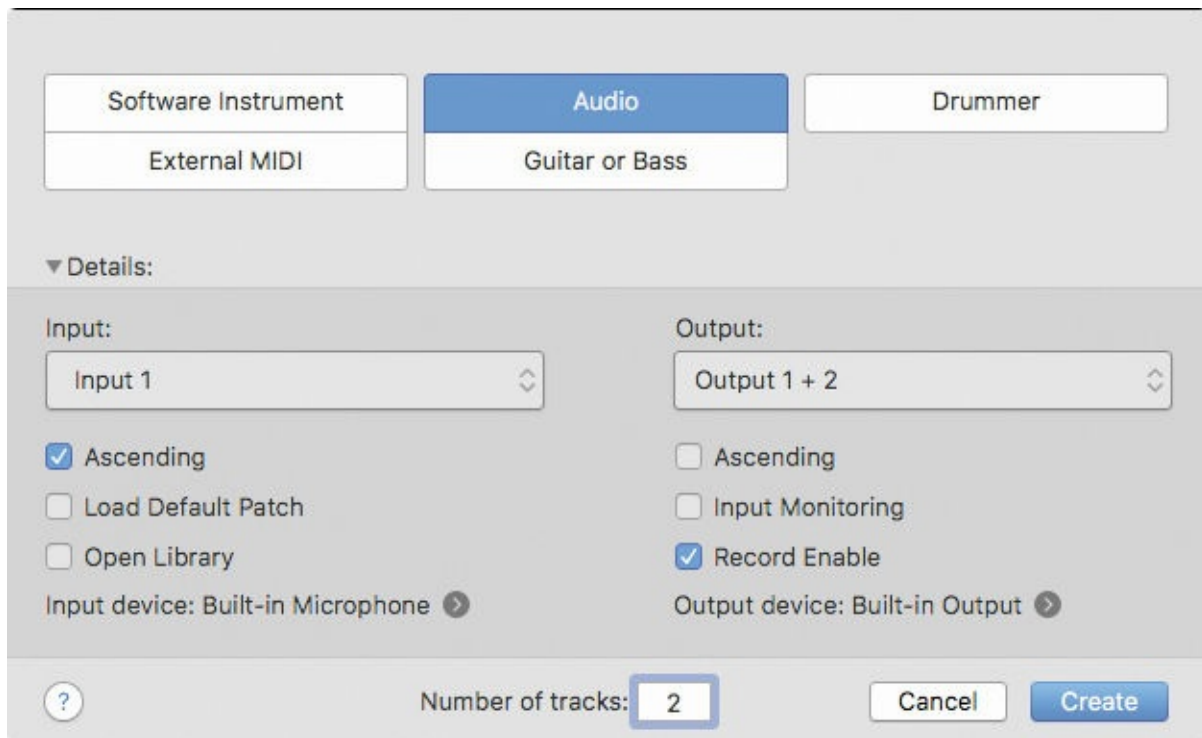 Software Instrument
Audio
Drummer
External MIDI
Guitar or Bass
Details:
Input:
Output:
Input 1
Output 1 + 2
Ascending
Ascending
Load Default Patch
Input Monitoring
Open Library
Record Enable
Input device: Built-in Microphone
Output device: Built-in Output
?
Number of tracks: 2
Cancel
Create